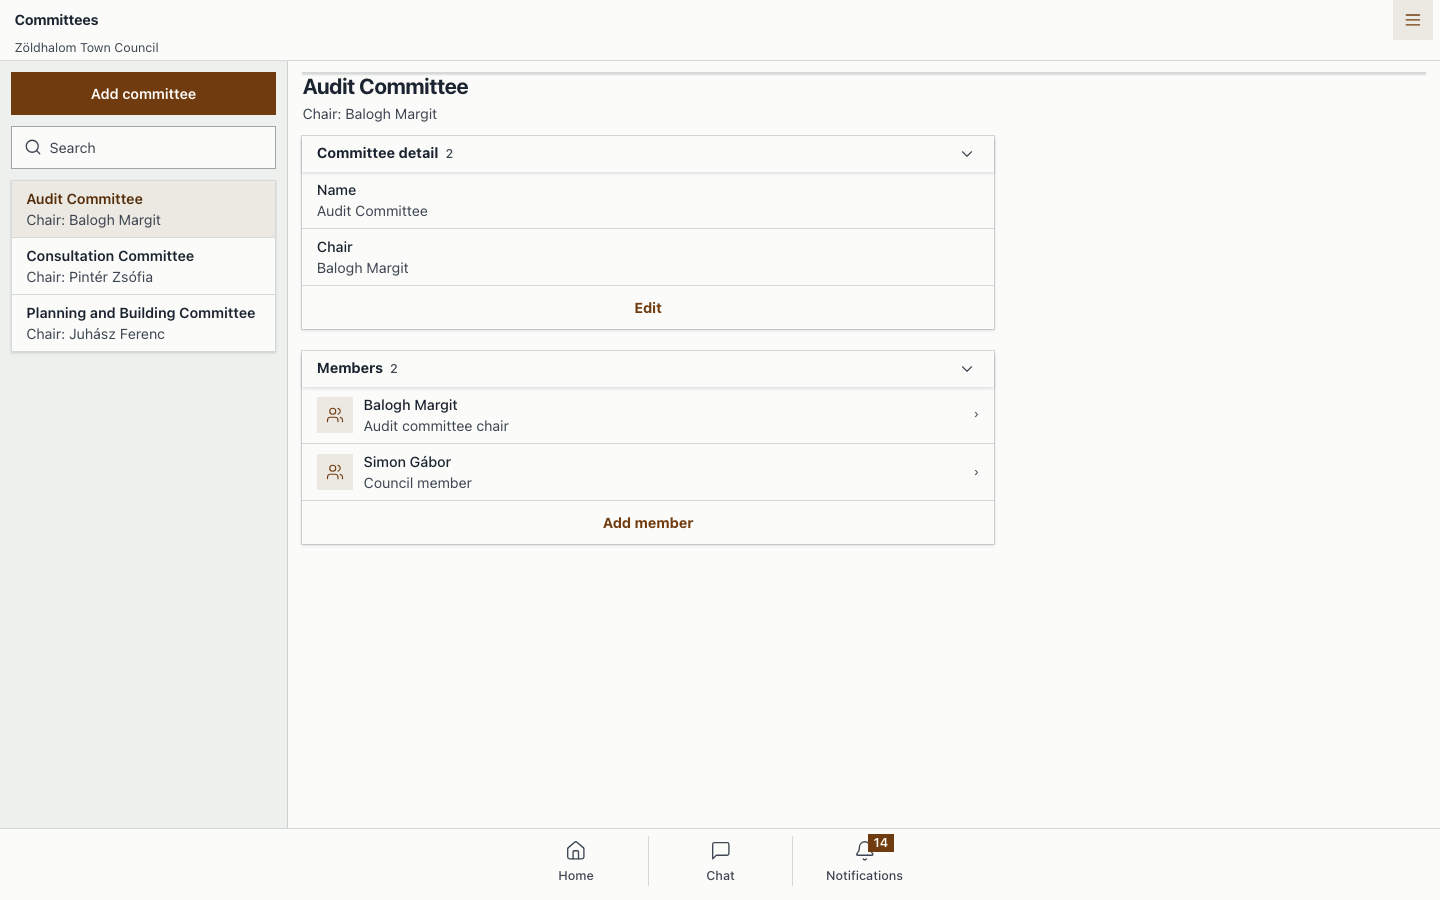 Committees
Zöldhalom Town Council
Add committee
Search
Audit Committee
Chair: Balogh Margit
Consultation Committee
Chair: Pintér Zsófia
Planning and Building Committee
Chair: Juhász Ferenc
Audit Committee
Chair: Balogh Margit
Committee detail 2
Name
Audit Committee
Chair
Balogh Margit
Edit
Members 2
Balogh Margit
Audit committee chair
Simon Gábor
Council member
Add member
Home
Chat
14
Notifications